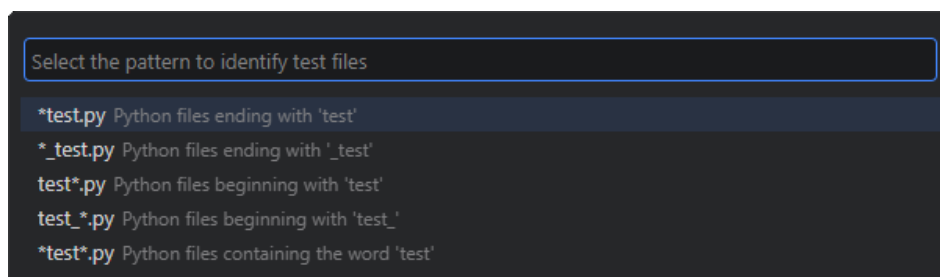 Select the pattern to identify test files
*test.py Python files ending with 'test'
*_test.py Python files ending with '_test'
test*.py Python files beginning with 'test'
test_*.py Python files beginning with 'test_'
*test*.py Python files containing the word 'test'